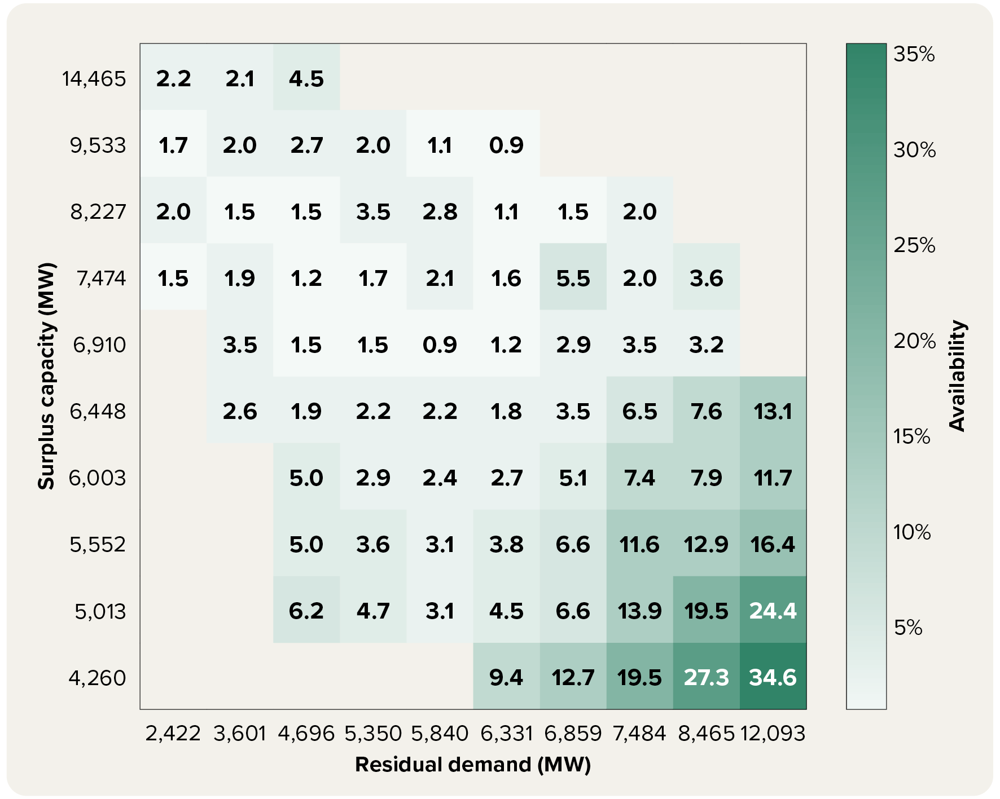 14,465 2.2 2.1 4.5
9,533 1.7 2.0 2.7 2.0 1.1 0.9
8,227 2.0 1.5 1.5 3.5 2.8 1.1 1.5 2.0
7,474 1.5 1.9 1.2 1.7 2.1 1.6 5.5 2.0 3.6
6,910 3.5 1.5 1.5 0.9 1.2 2.9 3.5 3.2
6,448 2.6 1.9 2.2 2.2 1.8 3.5 6.5 7.6 13.1
6,003 5.0 2.9 2.4 2.7 5.1 7.4 7.9 11.7
5,552 5.0 3.6 3.1 3.8 6.6 11.6 12.9 16.4
5,013 6.2 4.7 3.1 4.5 6.6 13.9 19.5 24.4
4,260 9.4 12.7 19.5 27.3 34.6
2,422 3,601 4,696 5,350 5,840 6,331 6,859 7,484 8,465 12,093
Residual demand (MW)
Surplus capacity (MW)
35%
30%
25%
20%
15%
10%
5%
Availability